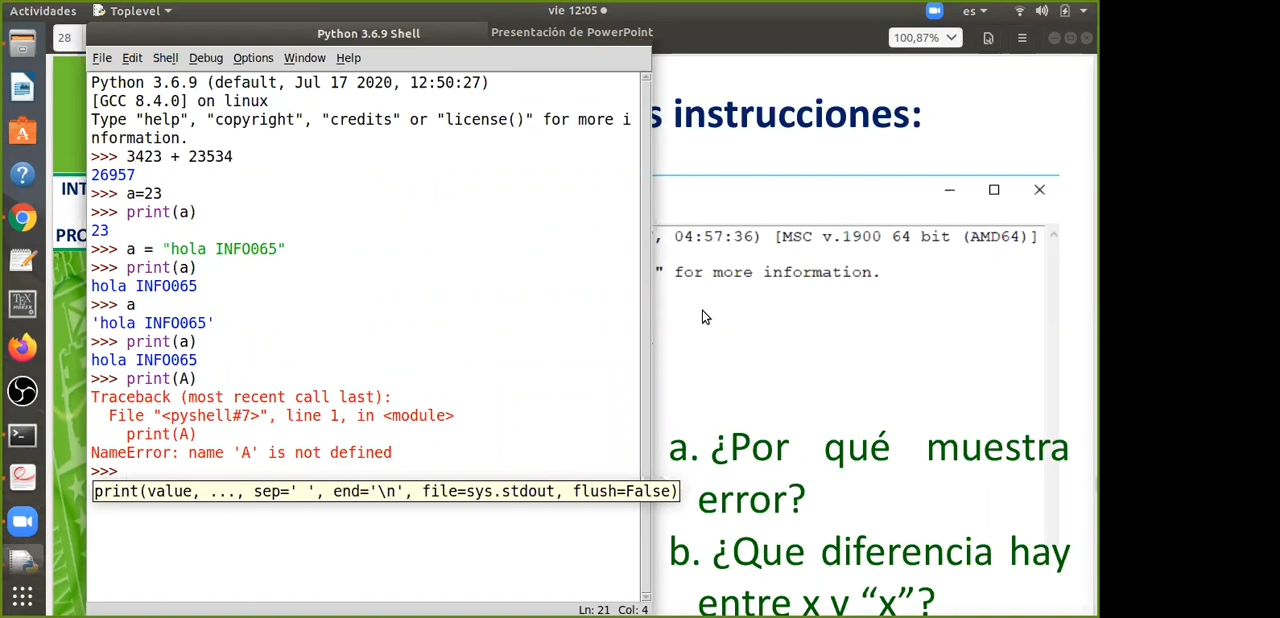 Actividades
Toplevel
vie 12:05
es
28
Python 3.6.9 Shell
Presentación de PowerPoint
100,87%
File Edit Shell Debug Options Window Help
Python 3.6.9 (default, Jul 17 2020, 12:50:27)
[GCC 8.4.0] on linux
Type "help", "copyright", "credits" or "license()" for more i
nformation.
>>> 3423 + 23534
26957
>>> a=23
>>> print(a)
23
>>> a = "hola INFO065"
>>> print(a)
hola INFO065
>>> a
'hola INFO065'
>>> print(a)
hola INFO065
>>> print(A)
Traceback (most recent call last):
File "<pyshell#7>", line 1, in <module>
print(A)
NameError: name 'A' is not defined
>>>
print(value, ..., sep=' ', end='\n', file=sys.stdout, flush=False)
Ln: 21 Col: 4
INT
PRO
s instrucciones:
', 04:57:36) [MSC v.1900 64 bit (AMD64)]
" for more information.
a. ¿Por qué muestra
error?
b. ¿Que diferencia hay
entre x y “x”?